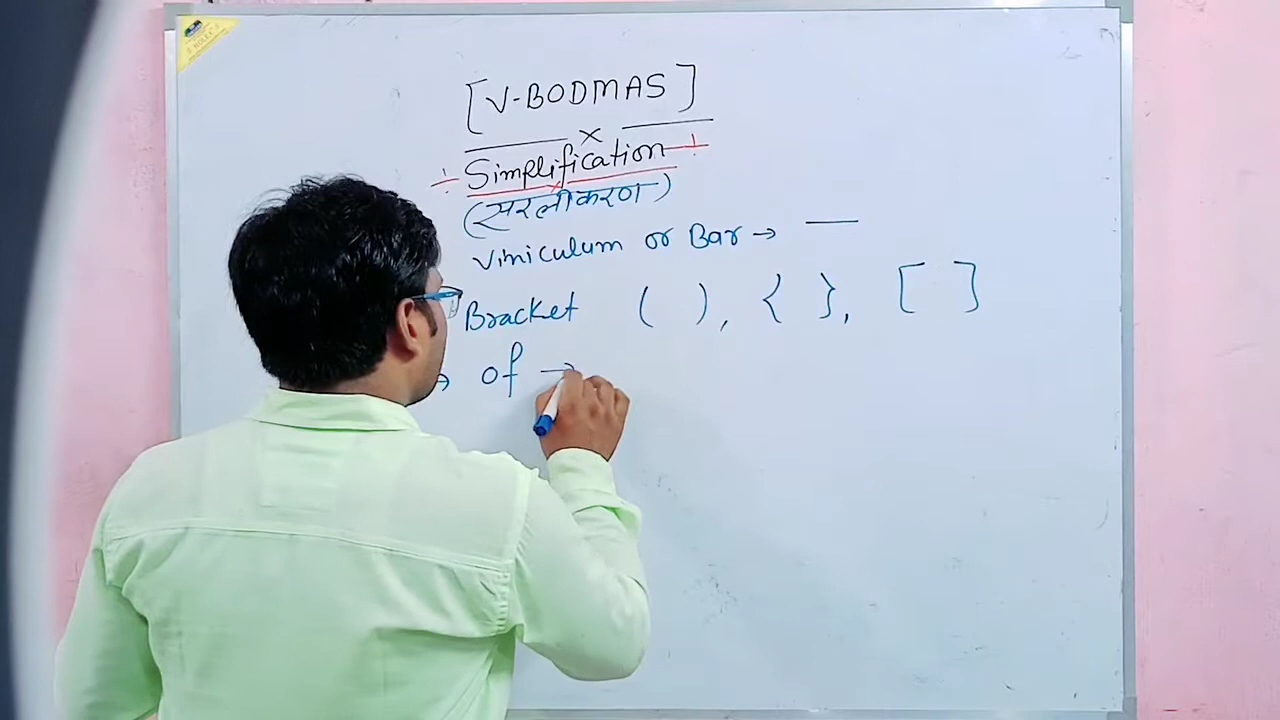 [V-BODMAS]
×
÷ Simplification ÷
(सरलीकरण)
Viniculum or Bar → —
Bracket ( ), { }, [ ]
→ of →